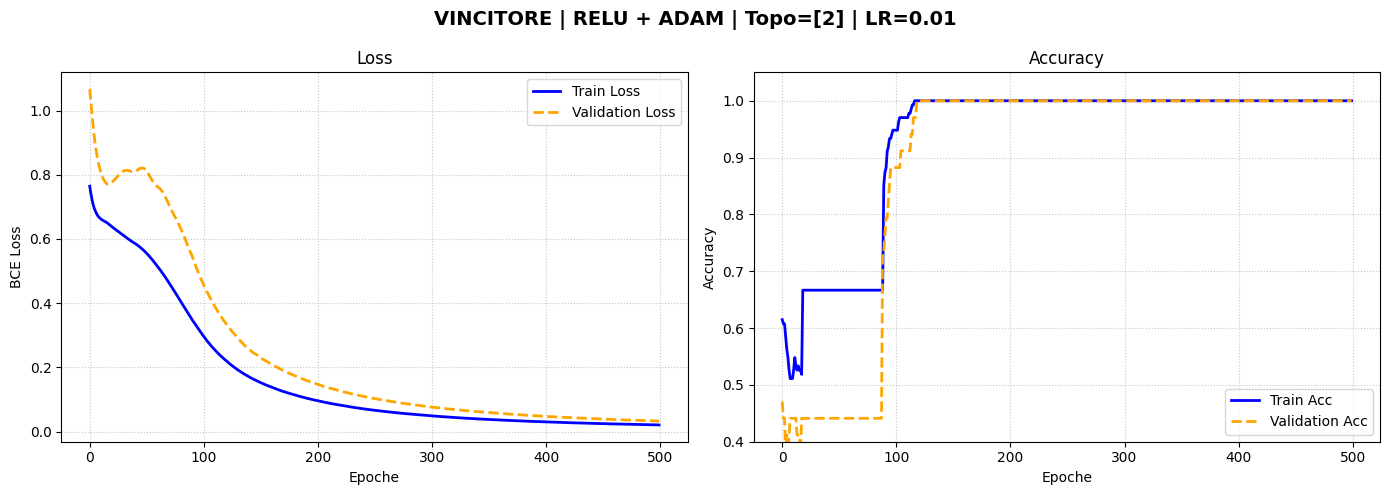 VINCITORE | RELU + ADAM | Topo=[2] | LR=0.01
Loss
BCE Loss
1.0
0.8
0.6
0.4
0.2
0.0
Train Loss
Validation Loss
0 100 200 300 400 500
Epoche
Accuracy
Accuracy
1.0
0.9
0.8
0.7
0.6
0.5
0.4
Train Acc
Validation Acc
0 100 200 300 400 500
Epoche